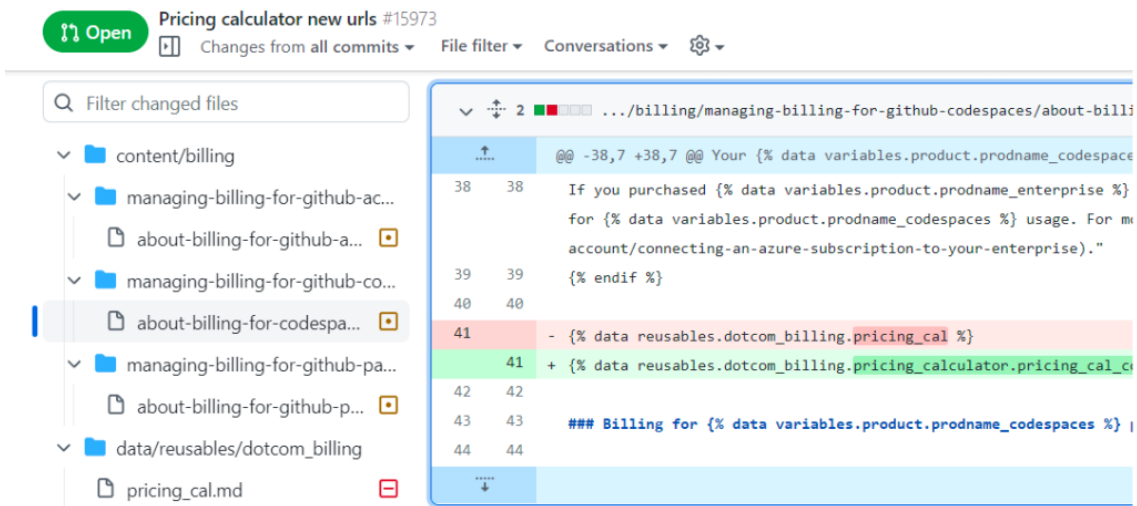 Pricing calculator new urls #15973
Open
Changes from all commits File filter Conversations
Filter changed files
content/billing
managing-billing-for-github-ac...
about-billing-for-github-a...
managing-billing-for-github-co...
about-billing-for-codespa...
managing-billing-for-github-pa...
about-billing-for-github-p...
data/reusables/dotcom_billing
pricing_cal.md
2 .../billing/managing-billing-for-github-codespaces/about-billi
@@ -38,7 +38,7 @@ Your {% data variables.product.prodname_codespace
38 38 If you purchased {% data variables.product.prodname_enterprise %}
for {% data variables.product.prodname_codespaces %} usage. For
account/connecting-an-azure-subscription-to-your-enterprise)."
39 39 {% endif %}
40 40
41 - {% data reusables.dotcom_billing.pricing_cal %}
41 + {% data reusables.dotcom_billing.pricing_calculator.pricing_cal_c
42 42
43 43 ### Billing for {% data variables.product.prodname_codespaces %}
44 44